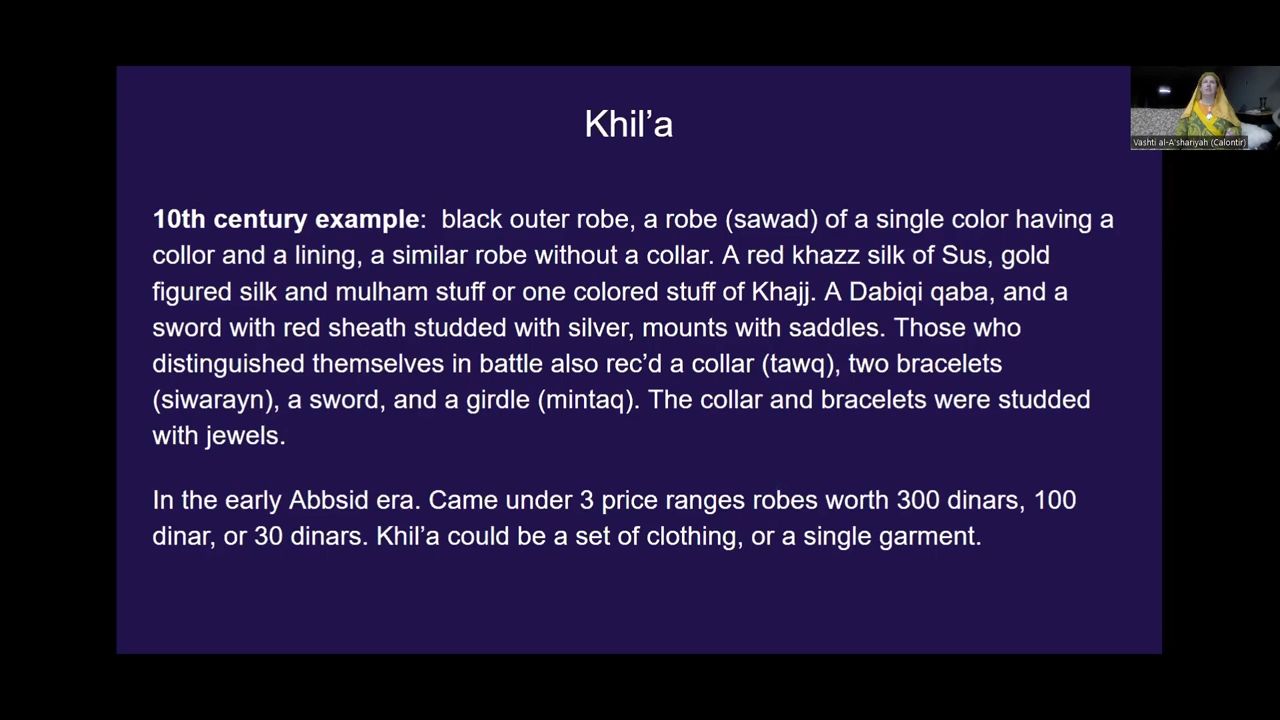 Khil’a
Vashti al-A'shariyah (Calontir)
10th century example:  black outer robe, a robe (sawad) of a single color having a
collor and a lining, a similar robe without a collar. A red khazz silk of Sus, gold
figured silk and mulham stuff or one colored stuff of Khajj. A Dabiqi qaba, and a
sword with red sheath studded with silver, mounts with saddles. Those who
distinguished themselves in battle also rec’d a collar (tawq), two bracelets
(siwarayn), a sword, and a girdle (mintaq). The collar and bracelets were studded
with jewels.
In the early Abbsid era. Came under 3 price ranges robes worth 300 dinars, 100
dinar, or 30 dinars. Khil’a could be a set of clothing, or a single garment.